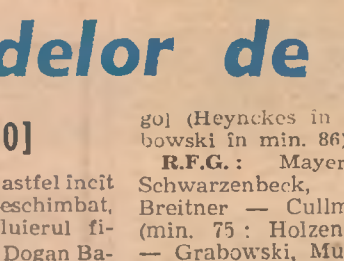 delor de
0]
astfel încît
eschimbat,
luierul fi-
Dogan Ba-
gol (Heynckes în
bowski în min. 86)
R.F.G. : Mayer
Schwarzenbeck,
Breitner — Cullm
(min. 75 : Holzen
— Grabowski, Mu